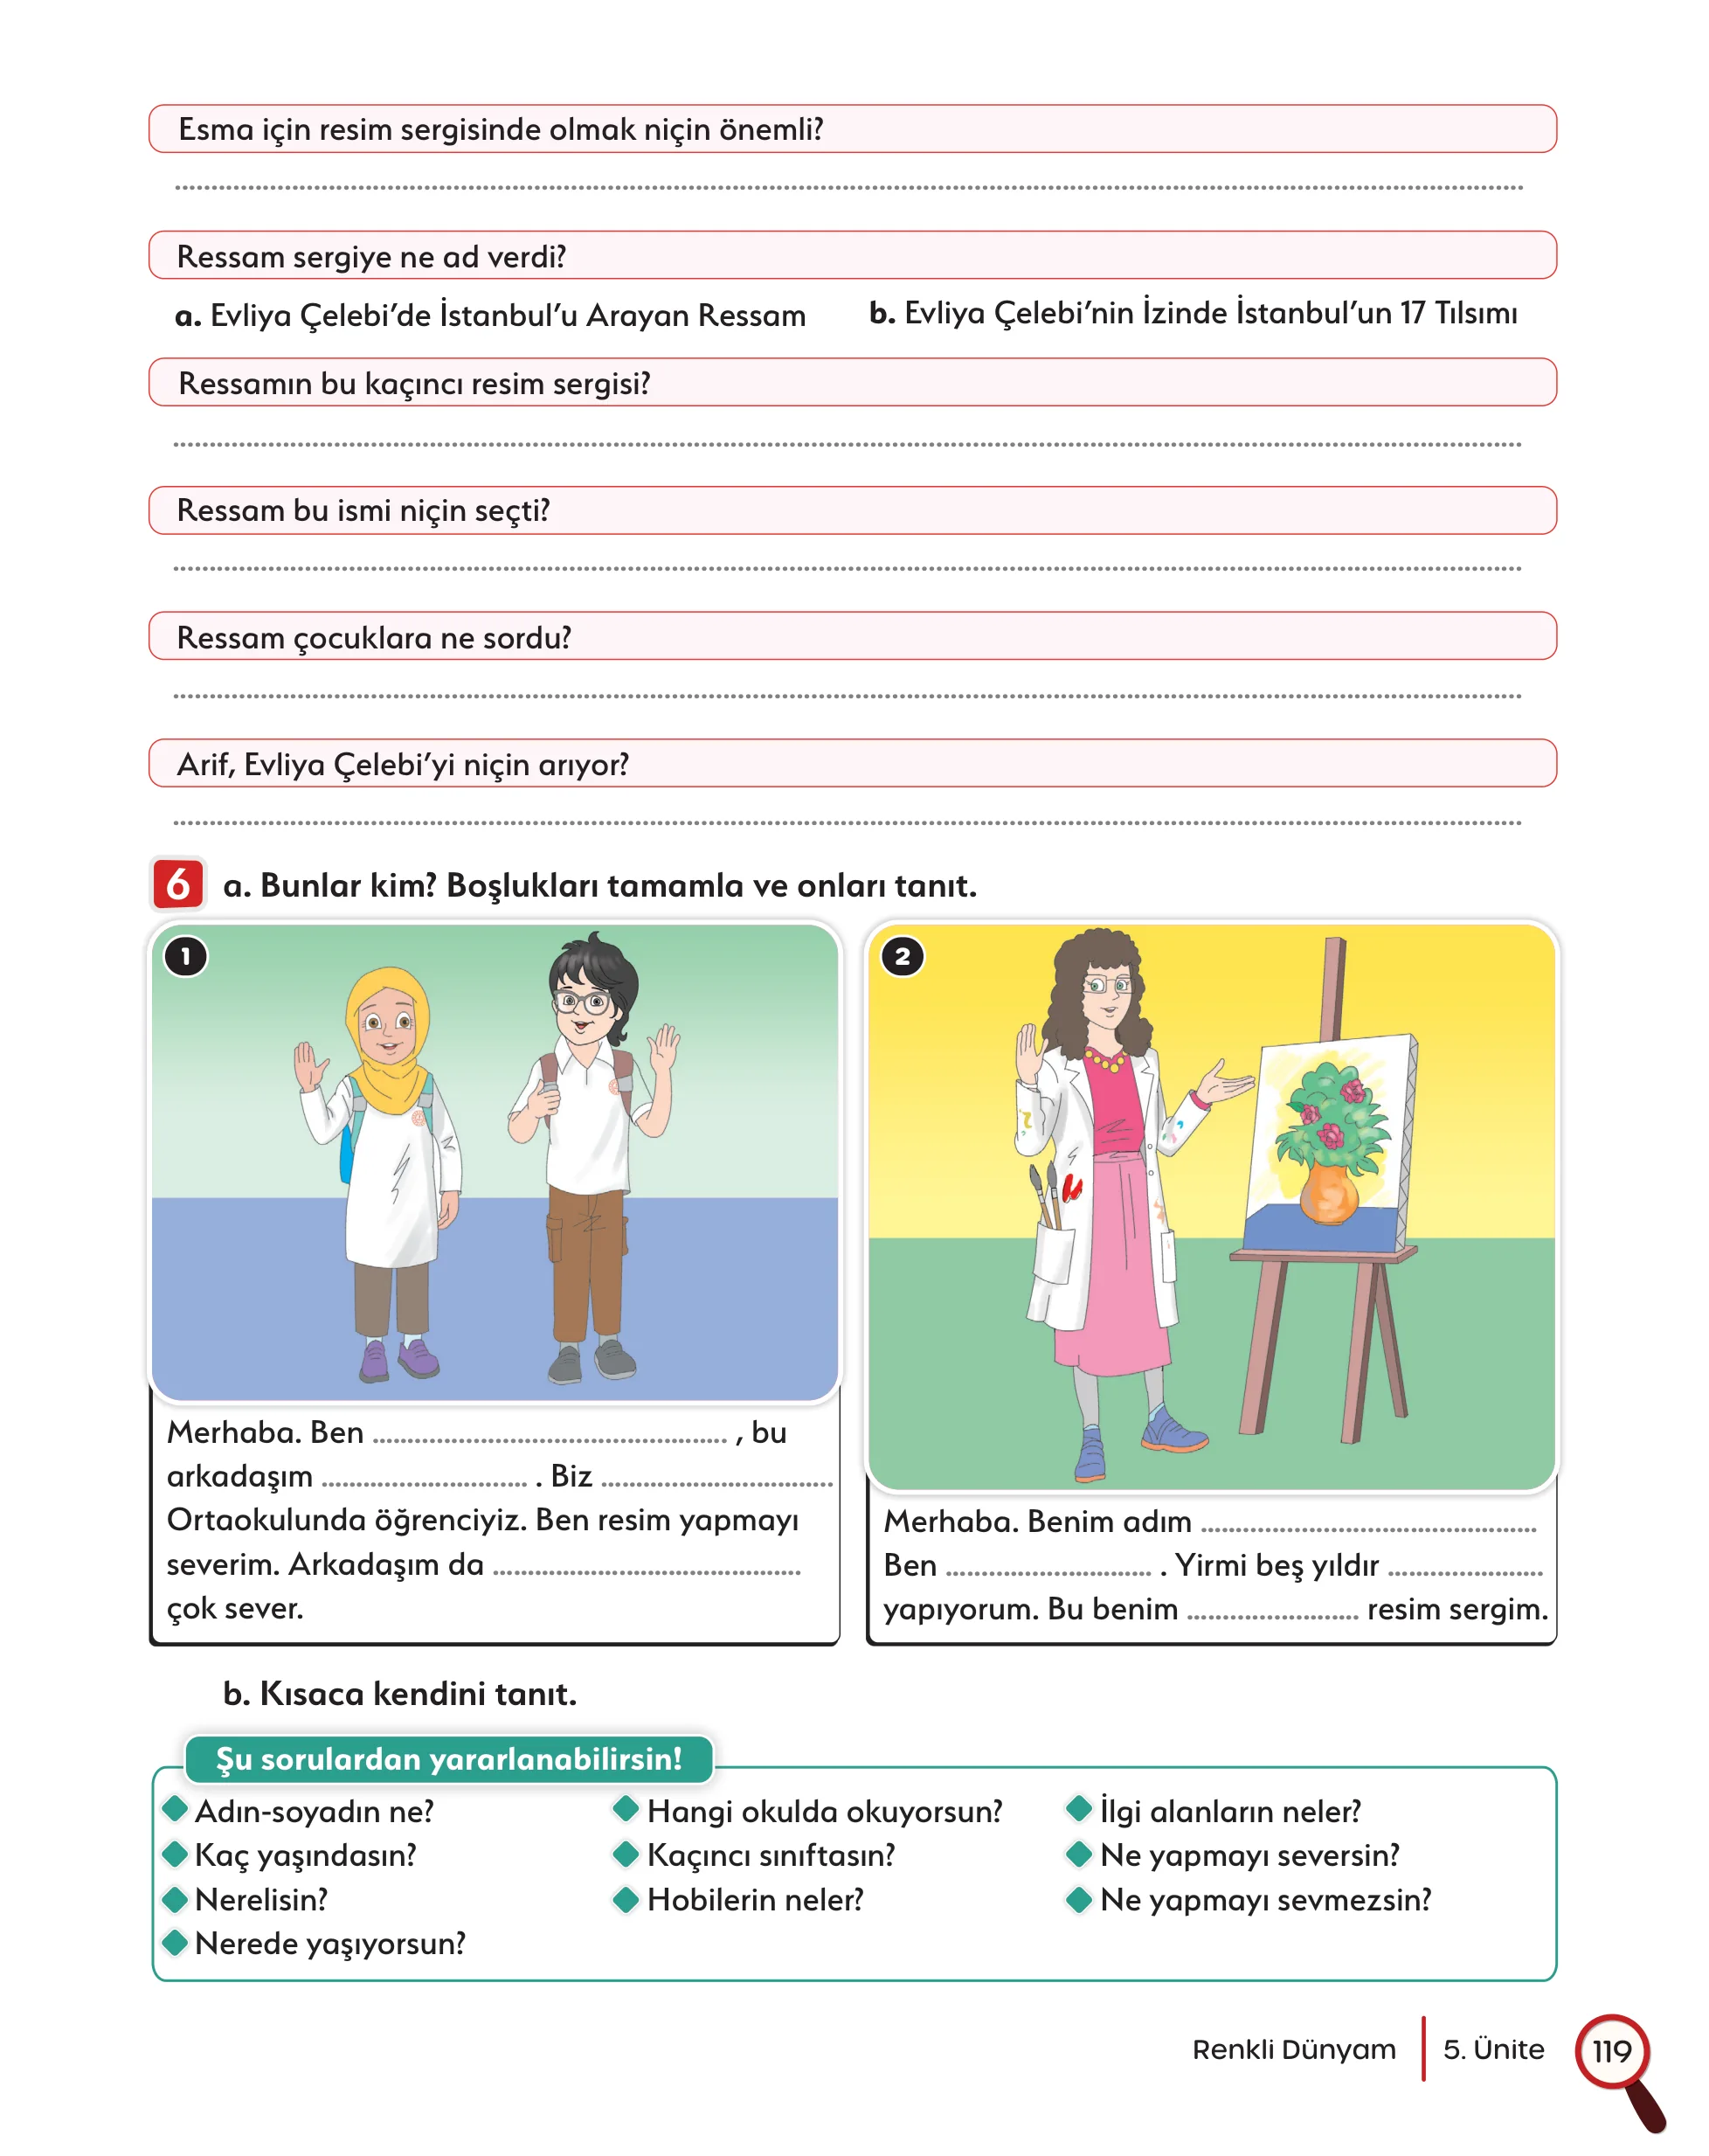 Esma için resim sergisinde olmak niçin önemli?
Ressam sergiye ne ad verdi?
a. Evliya Çelebi’de İstanbul’u Arayan Ressam
b. Evliya Çelebi’nin İzinde İstanbul’un 17 Tılsımı
Ressamın bu kaçıncı resim sergisi?
Ressam bu ismi niçin seçti?
Ressam çocuklara ne sordu?
Arif, Evliya Çelebi’yi niçin arıyor?
6 a. Bunlar kim? Boşlukları tamamla ve onları tanıt.
1
Merhaba. Ben ........................ , bu
arkadaşım ........................ . Biz ........................
Ortaokulunda öğrenciyiz. Ben resim yapmayı
severim. Arkadaşım da ........................
çok sever.
2
Merhaba. Benim adım ........................
Ben ........................ . Yirmi beş yıldır ........................
yapıyorum. Bu benim ........................ resim sergim.
b. Kısaca kendini tanıt.
Şu sorulardan yararlanabilirsin!
Adın-soyadın ne?
Kaç yaşındasın?
Nerelisin?
Nerede yaşıyorsun?
Hangi okulda okuyorsun?
Kaçıncı sınıftasın?
Hobilerin neler?
İlgi alanların neler?
Ne yapmayı seversin?
Ne yapmayı sevmezsin?
Renkli Dünyam 5. Ünite 119